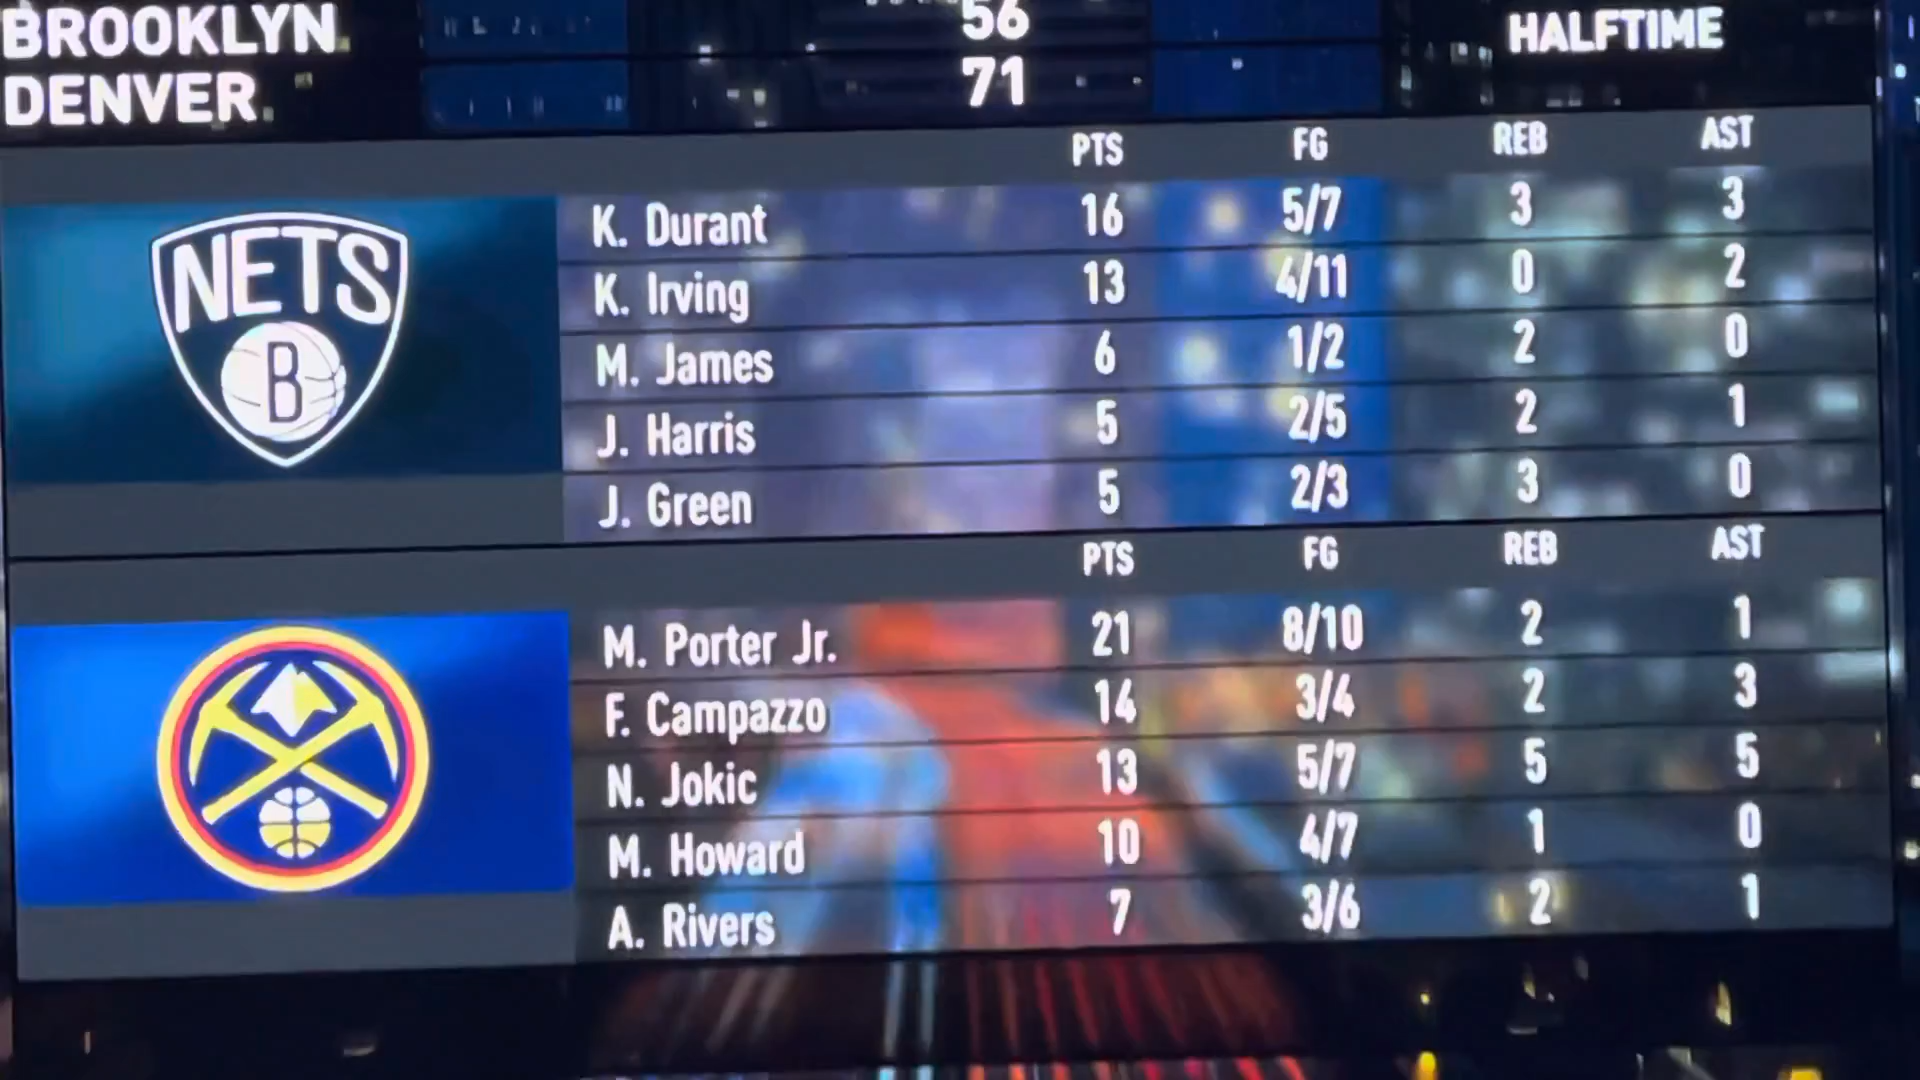 BROOKLYN 56 HALFTIME
DENVER 71
PTS FG REB AST
NETS
B
K. Durant 16 5/7 3 3
K. Irving 13 4/11 0 2
M. James 6 1/2 2 0
J. Harris 5 2/5 2 1
J. Green 5 2/3 3 0
PTS FG REB AST
M. Porter Jr. 21 8/10 2 1
F. Campazzo 14 3/4 2 3
N. Jokic 13 5/7 5 5
M. Howard 10 4/7 1 0
A. Rivers 7 3/6 2 1